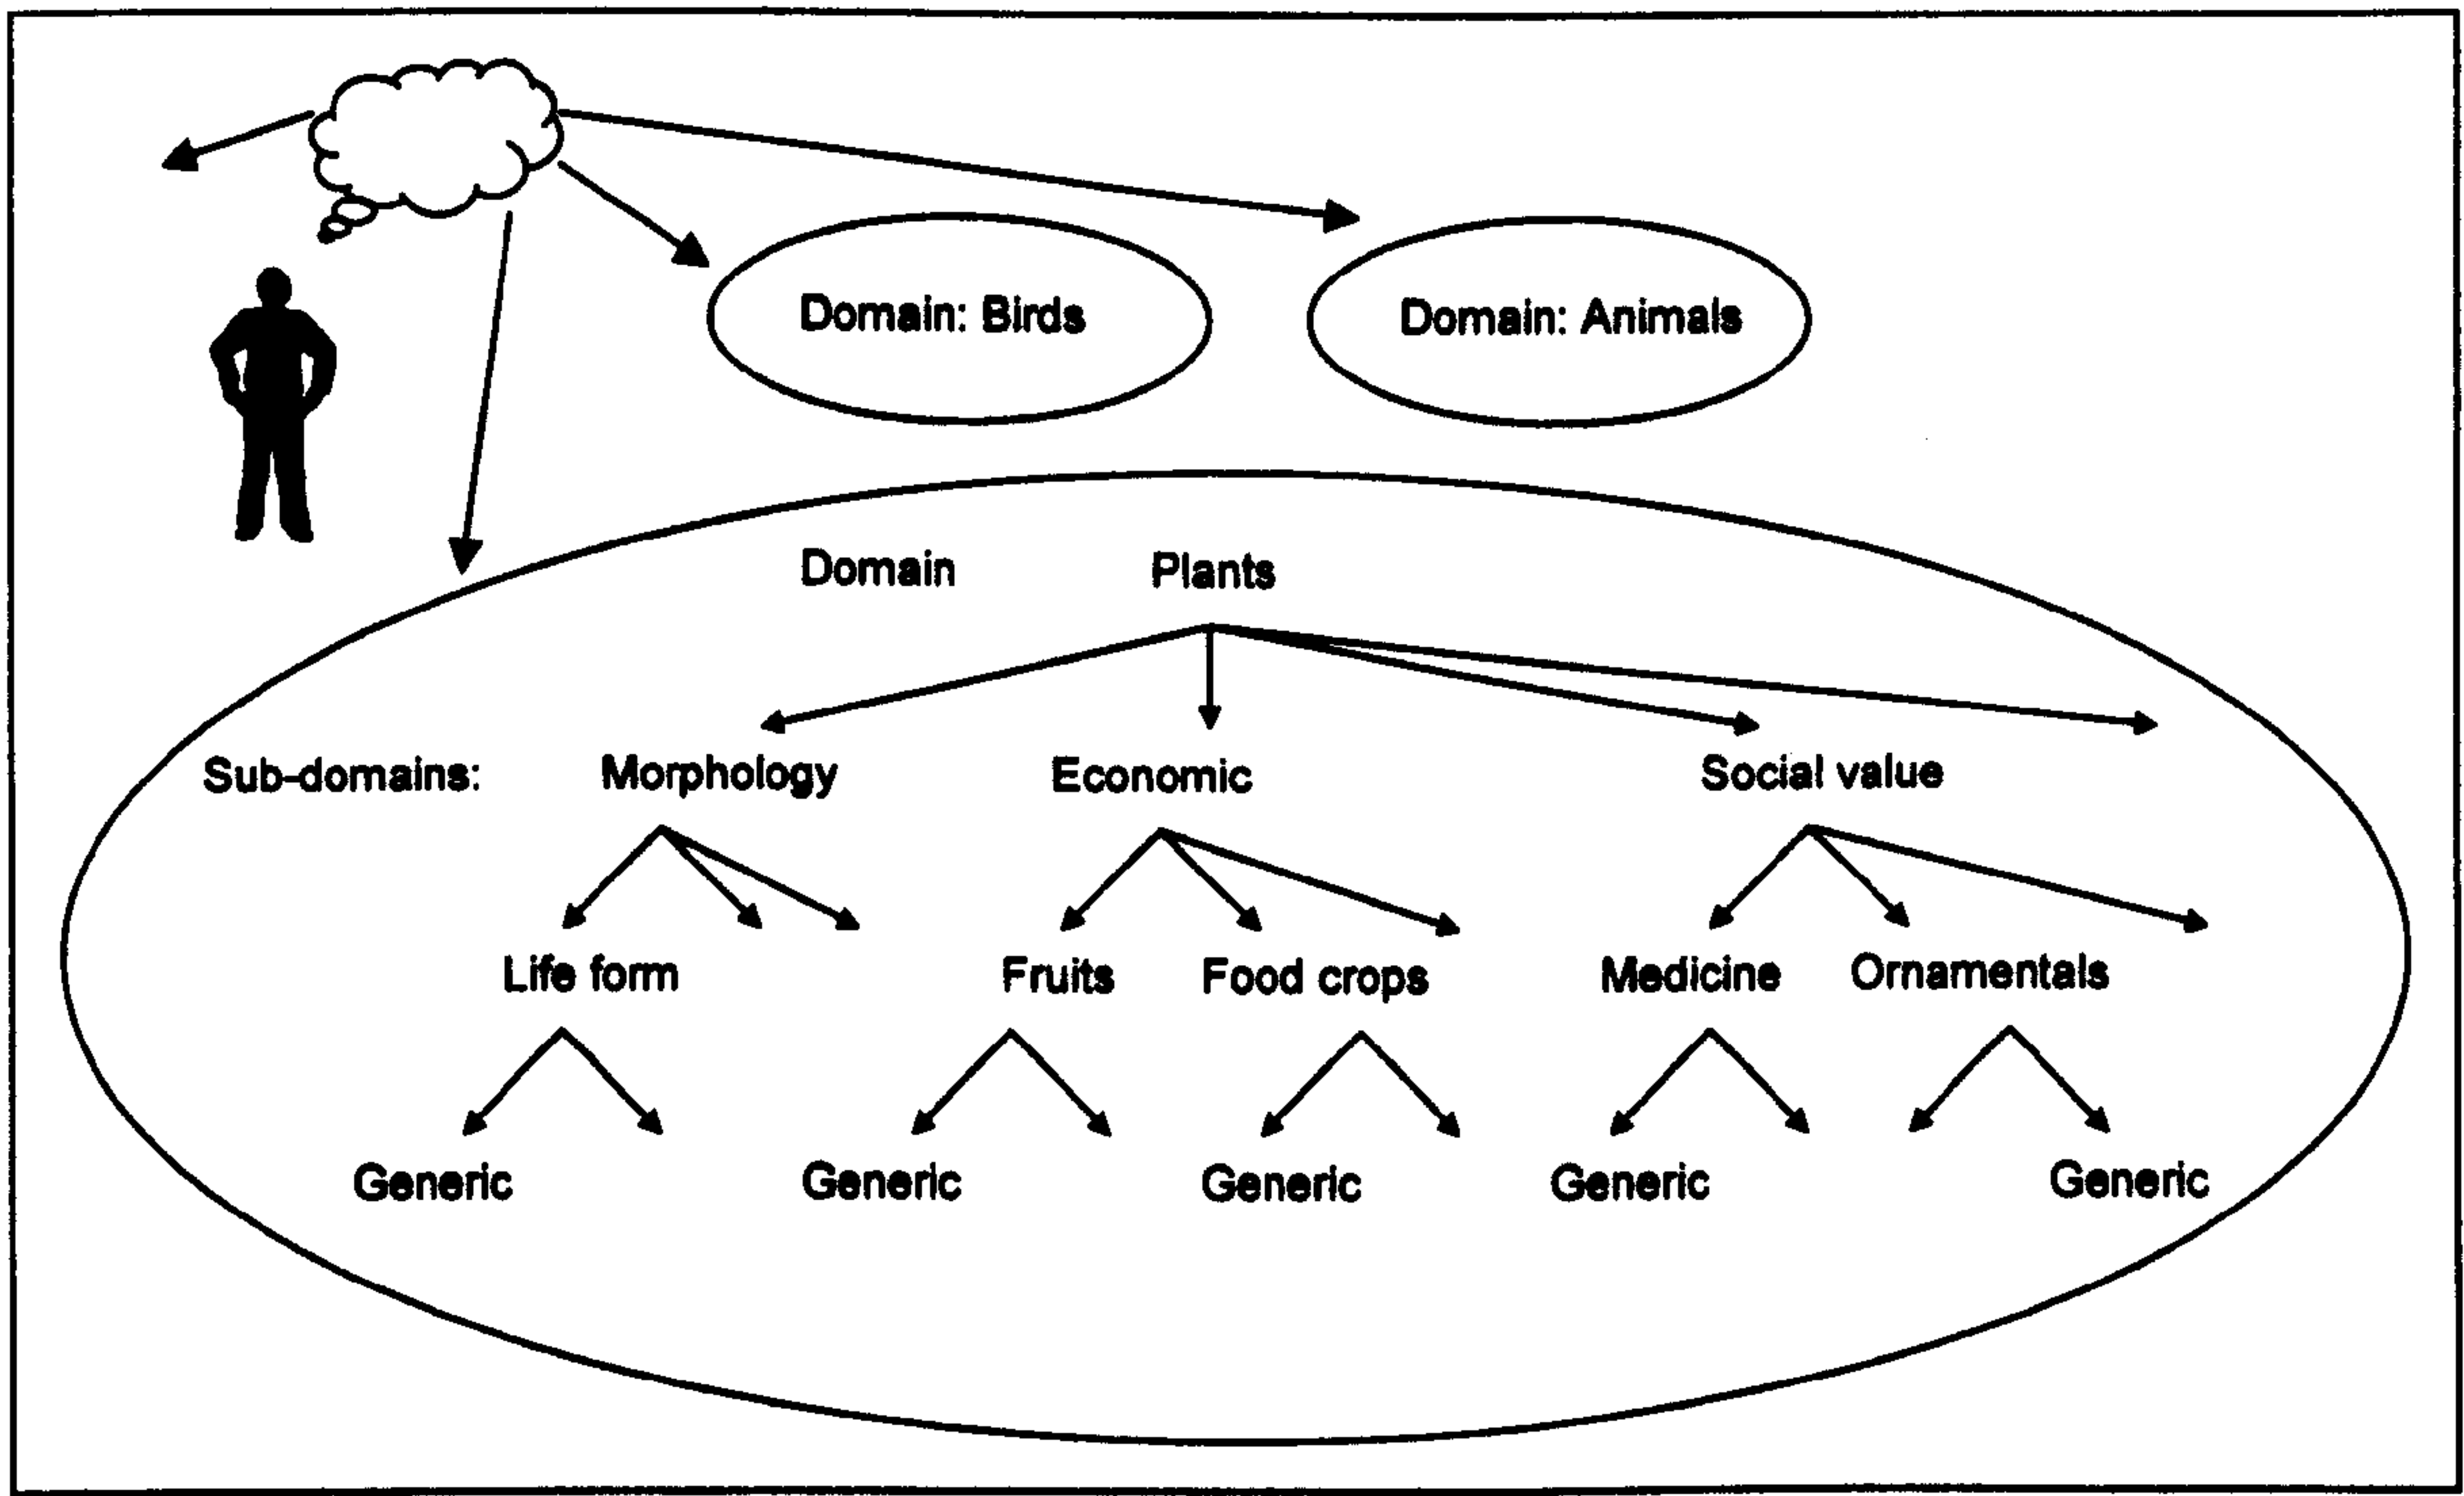 Domain: Birds
Domain: Animals
Domain Plants
Sub-domains: Morphology Economic Social value
Life form Fruits Food crops Medicine Ornamentals
Generic Generic Generic Generic Generic